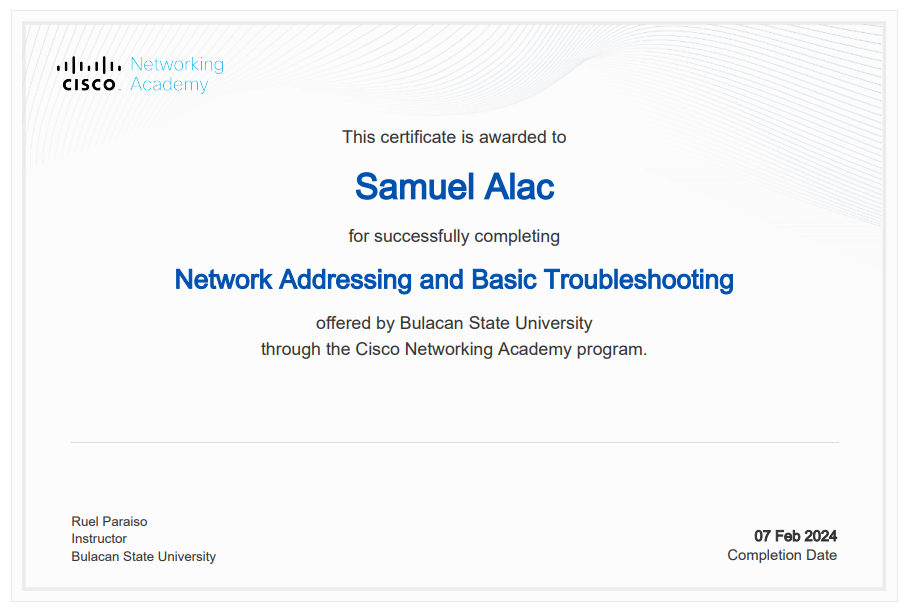 Networking
CISCO. Academy
This certificate is awarded to
Samuel Alac
for successfully completing
Network Addressing and Basic Troubleshooting
offered by Bulacan State University
through the Cisco Networking Academy program.
Ruel Paraiso
Instructor
Bulacan State University
07 Feb 2024
Completion Date